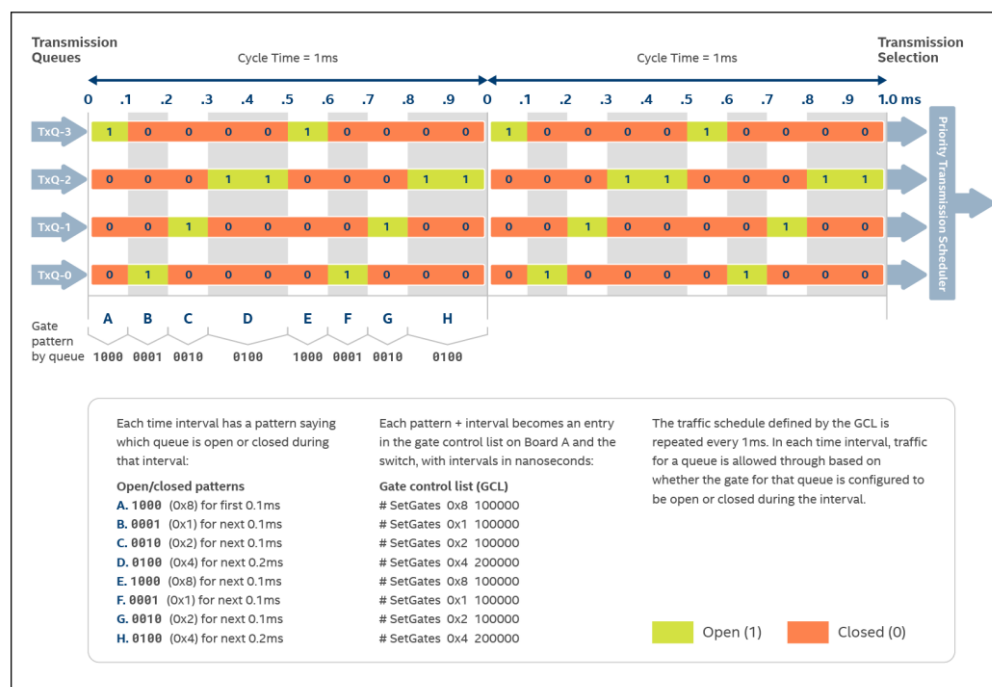 Transmission
Queues
Cycle Time = 1ms
Cycle Time = 1ms
Transmission
Selection
0 .1 .2 .3 .4 .5 .6 .7 .8 .9 0 .1 .2 .3 .4 .5 .6 .7 .8 .9 1.0 ms
TxQ-3 1 0 0 0 0 1 0 0 0 0 1 0 0 0 0 1 0 0 0 0
TxQ-2 0 0 0 1 1 0 0 0 1 1 0 0 0 1 1 0 0 0 1 1
TxQ-1 0 0 1 0 0 0 0 1 0 0 0 0 1 0 0 0 0 1 0 0
TxQ-0 0 1 0 0 0 0 1 0 0 0 0 1 0 0 0 0 1 0 0 0
Priority Transmission Scheduler
A B C D E F G H
Gate
pattern
by queue 1000 0001 0010 0100 1000 0001 0010 0100
Each time interval has a pattern saying
which queue is open or closed during
that interval:
Open/closed patterns
A. 1000 (0x8) for first 0.1ms
B. 0001 (0x1) for next 0.1ms
C. 0010 (0x2) for next 0.1ms
D. 0100 (0x4) for next 0.2ms
E. 1000 (0x8) for next 0.1ms
F. 0001 (0x1) for next 0.1ms
G. 0010 (0x2) for next 0.1ms
H. 0100 (0x4) for next 0.2ms
Each pattern + interval becomes an entry
in the gate control list on Board A and the
switch, with intervals in nanoseconds:
Gate control list (GCL)
# SetGates 0x8 100000
# SetGates 0x1 100000
# SetGates 0x2 100000
# SetGates 0x4 200000
# SetGates 0x8 100000
# SetGates 0x1 100000
# SetGates 0x2 100000
# SetGates 0x4 200000
The traffic schedule defined by the GCL is
repeated every 1ms. In each time interval, traffic
for a queue is allowed through based on
whether the gate for that queue is configured to
be open or closed during the interval.
Open (1)
Closed (0)